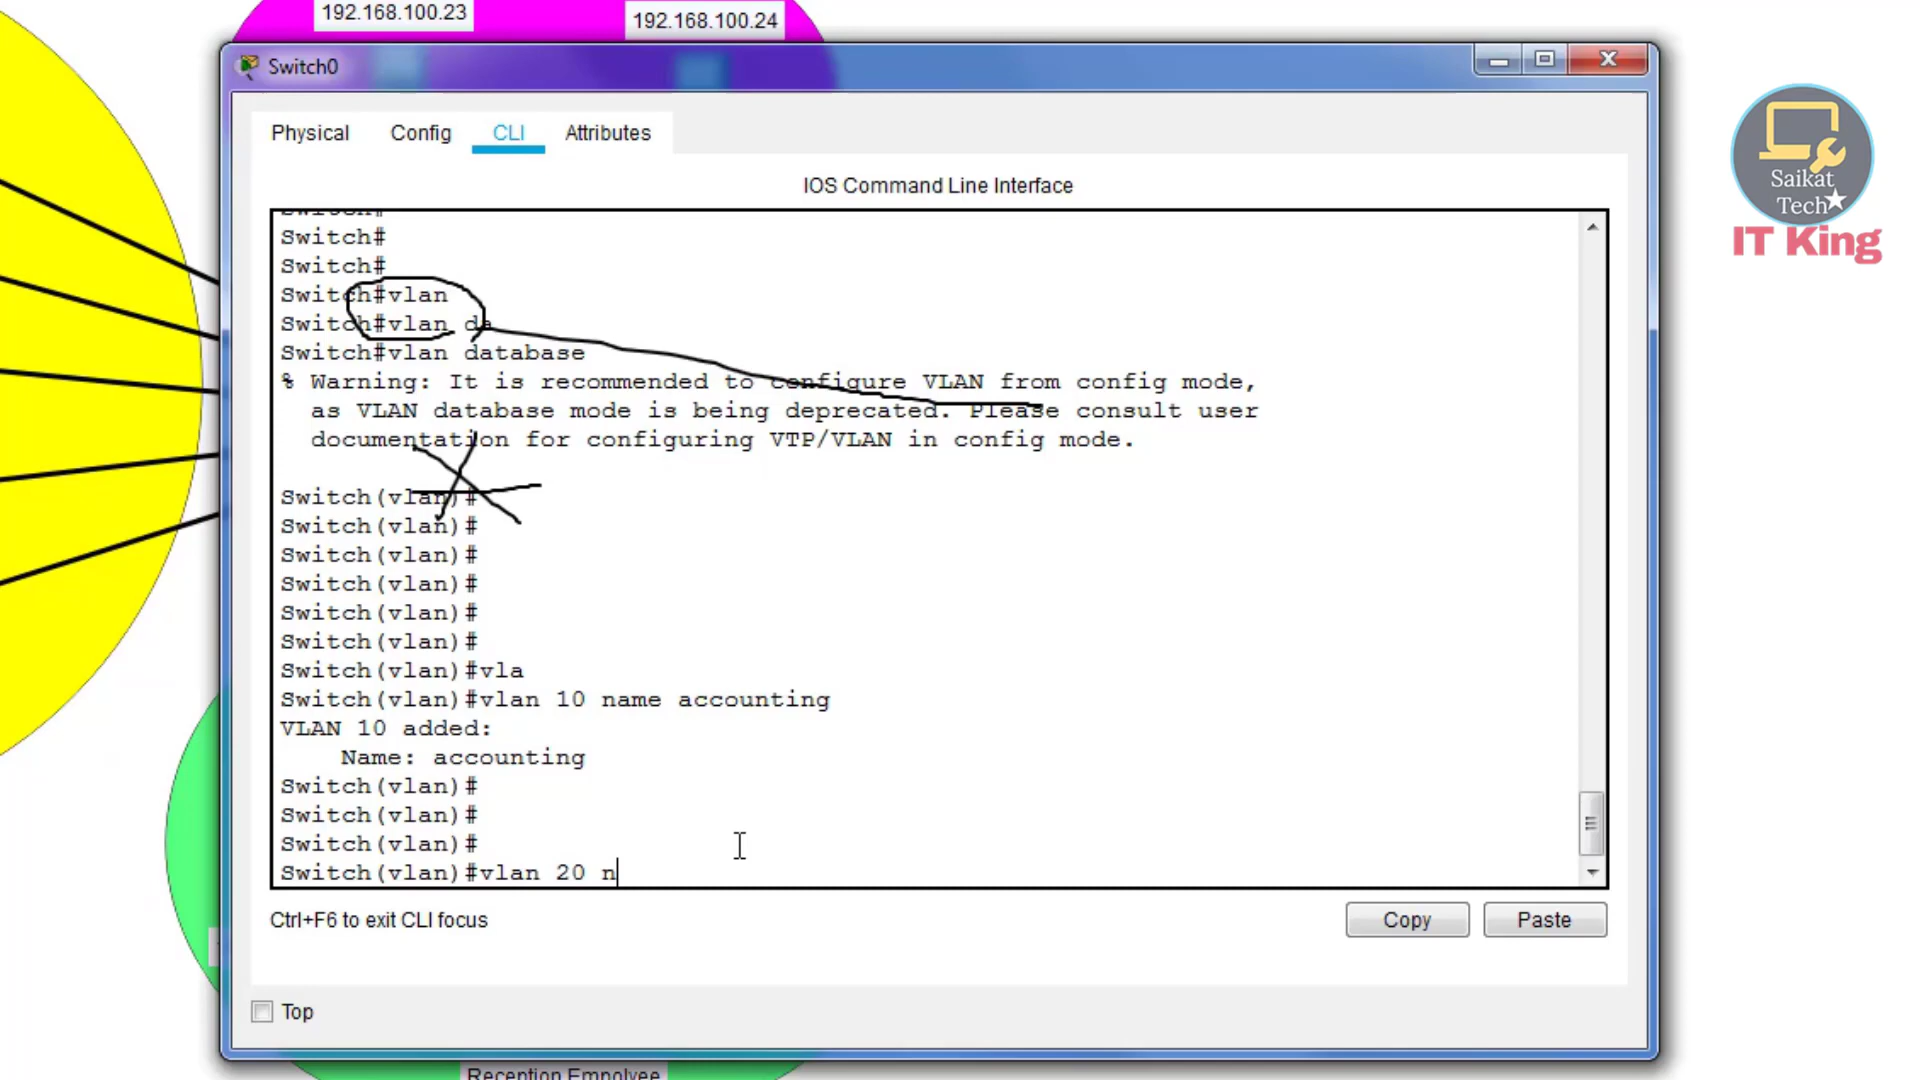 192.168.100.23
192.168.100.24
Switch0
Physical Config CLI Attributes
Saikat
Tech
IT King
IOS Command Line Interface
Switch#
Switch#
Switch#
Switch#vlan
Switch#vlan da
Switch#vlan database
% Warning: It is recommended to configure VLAN from config mode,
as VLAN database mode is being deprecated. Please consult user
documentation for configuring VTP/VLAN in config mode.
Switch(vlan)#
Switch(vlan)#
Switch(vlan)#
Switch(vlan)#
Switch(vlan)#
Switch(vlan)#
Switch(vlan)#vla
Switch(vlan)#vlan 10 name accounting
VLAN 10 added:
Name: accounting
Switch(vlan)#
Switch(vlan)#
Switch(vlan)#
Switch(vlan)#vlan 20 n
Ctrl+F6 to exit CLI focus
Copy Paste
Top
Reception Empolvee